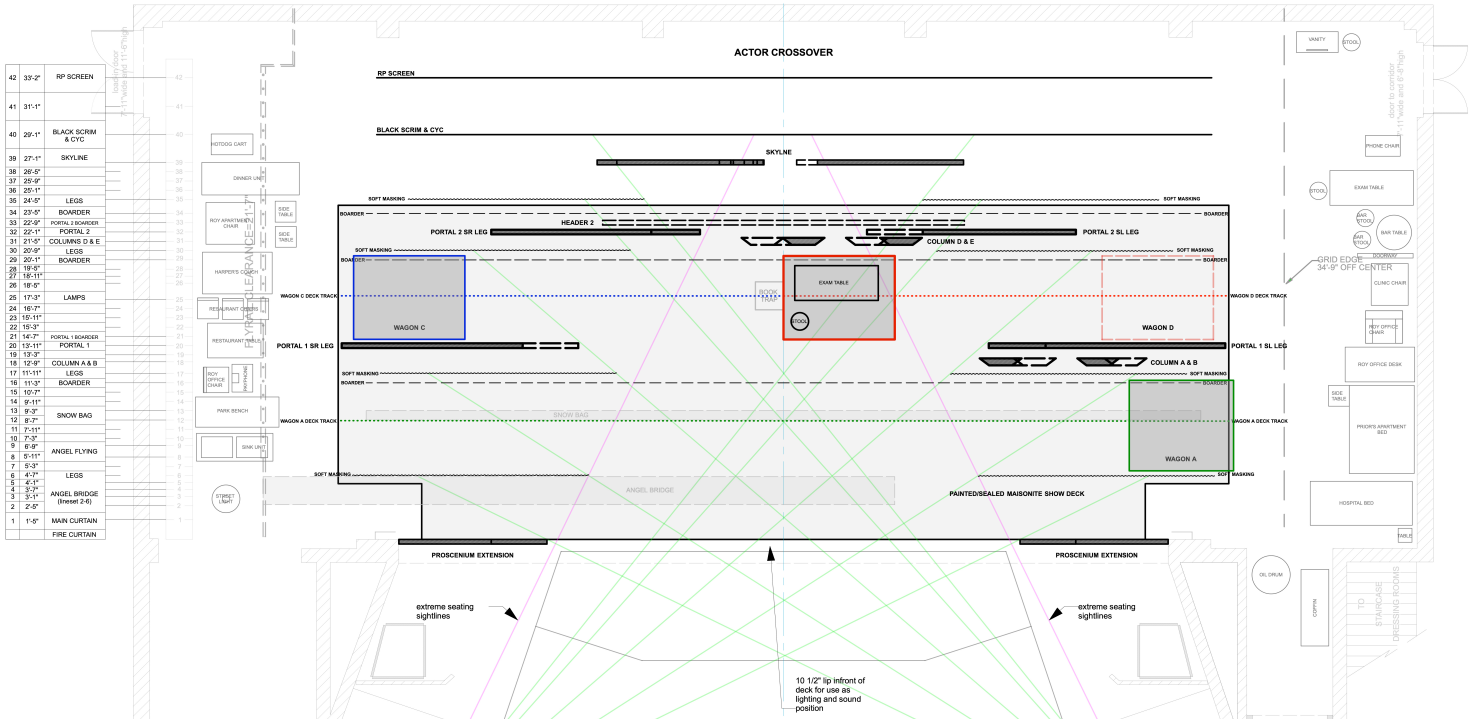 ACTOR CROSSOVER
RP SCREEN
BLACK SCRIM & CYC
SKYLNE
42 33'-2" RP SCREEN
41 31'-1"
40 29'-1" BLACK SCRIM & CYC
39 27'-1" SKYLINE
38 26'-5"
37 25'-9"
36 25'-1"
35 24'-5" LEGS
34 23'-5" BOARDER
33 22'-9" PORTAL 2 BOARDER
32 22'-1" PORTAL 2
31 21'-5" COLUMNS D & E
30 20'-9" LEGS
29 20'-1" BOARDER
28 19'-5"
27 18'-11"
26 18'-5"
25 17'-3" LAMPS
24 16'-7"
23 15'-11"
22 15'-3"
21 14'-7" PORTAL 1 BOARDER
20 13'-11" PORTAL 1
19 13'-3"
18 12'-9" COLUMN A & B
17 11'-11" LEGS
16 11'-3" BOARDER
15 10'-7"
14 9'-11"
13 9'-3" SNOW BAG
12 8'-7"
11 7'-11"
10 7'-3"
9 6'-9" ANGEL FLYING
8 5'-11"
7 5'-3"
6 4'-7" LEGS
5 4'-1"
4 3'-7" ANGEL BRIDGE
3 3'-1" (lineset 2-6)
2 2'-5"
1 1'-5" MAIN CURTAIN
FIRE CURTAIN
HOTDOG CART
DINNER UNIT
ROY APARTMENT
CHAIR
SIDE
TABLE
SIDE
TABLE
HARPER'S COUCH
RESTAURANT CHAIRS
RESTAURANT TABLE
ROY
OFFICE
CHAIR
PAYPHONE
PARK BENCH
SINK UNIT
STREET
LIGHT
SOFT MASKING
SOFT MASKING
BOARDER
BOARDER
HEADER 2
PORTAL 2 SR LEG
PORTAL 2 SL LEG
COLUMN D & E
SOFT MASKING
SOFT MASKING
BOARDER
BOARDER
EXAM TABLE
BOOK
TRAP
STOOL
WAGON C DECK TRACK
WAGON D DECK TRACK
WAGON C
WAGON D
PORTAL 1 SR LEG
PORTAL 1 SL LEG
COLUMN A & B
SOFT MASKING
SOFT MASKING
BOARDER
BOARDER
SNOW BAG
WAGON A DECK TRACK
WAGON A DECK TRACK
WAGON A
SOFT MASKING
SOFT MASKING
ANGEL BRIDGE
PAINTED/SEALED MAISONITE SHOW DECK
PROSCENIUM EXTENSION
PROSCENIUM EXTENSION
extreme seating
sightlines
extreme seating
sightlines
10 1/2" lip infront of
deck for use as
lighting and sound
position
VANITY
STOOL
PHONE CHAIR
EXAM TABLE
STOOL
BAR
STOOL
BAR
STOOL
BAR TABLE
DOORWAY
GRID EDGE
34'-9" OFF CENTER
CLINIC CHAIR
ROY OFFICE
CHAIR
ROY OFFICE DESK
SIDE
TABLE
PRIOR'S APARTMENT
BED
HOSPITAL BED
TABLE
OIL DRUM
COFFIN
TO
STAIRCASE
DRESSING ROOMS